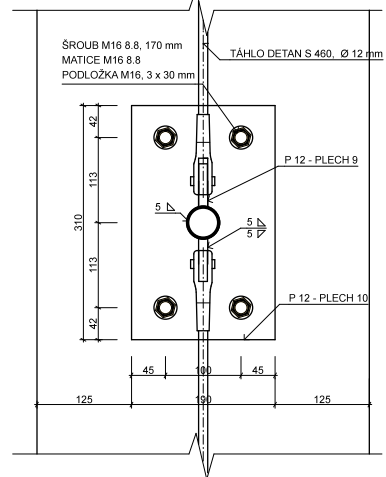 ŠROUB M16 8.8, 170 mm
MATICE M16 8.8
PODLOŽKA M16, 3 x 30 mm
TÁHLO DETAN S 460, Ø 12 mm
42
113
310
113
42
P 12 - PLECH 9
5
5
5
P 12 - PLECH 10
45
100
45
125
190
125